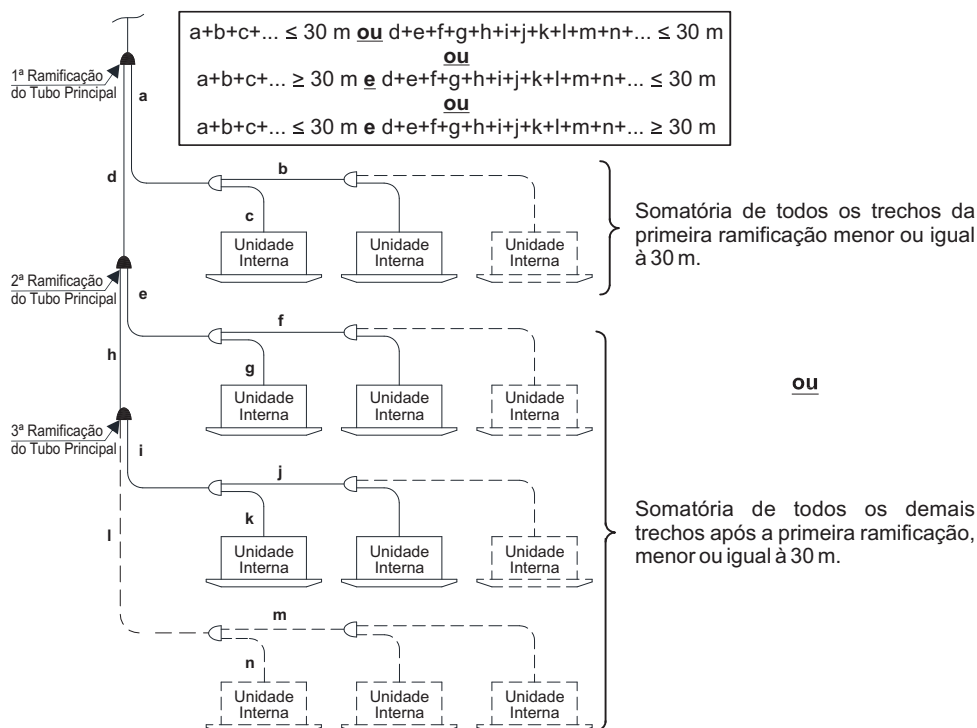 a+b+c+... ≤ 30 m ou d+e+f+g+h+i+j+k+l+m+n+... ≤ 30 m
ou
a+b+c+... ≥ 30 m e d+e+f+g+h+i+j+k+l+m+n+... ≤ 30 m
ou
a+b+c+... ≤ 30 m e d+e+f+g+h+i+j+k+l+m+n+... ≥ 30 m
1ª Ramificação
do Tubo Principal
a
d
b
c
Unidade
Interna
Unidade
Interna
Unidade
Interna
Somatória de todos os trechos da
primeira ramificação menor ou igual
à 30 m.
2ª Ramificação
do Tubo Principal
e
h
f
g
Unidade
Interna
Unidade
Interna
Unidade
Interna
ou
3ª Ramificação
do Tubo Principal
i
l
j
k
Unidade
Interna
Unidade
Interna
Unidade
Interna
Somatória de todos os demais
trechos após a primeira ramificação,
menor ou igual à 30 m.
m
n
Unidade
Interna
Unidade
Interna
Unidade
Interna